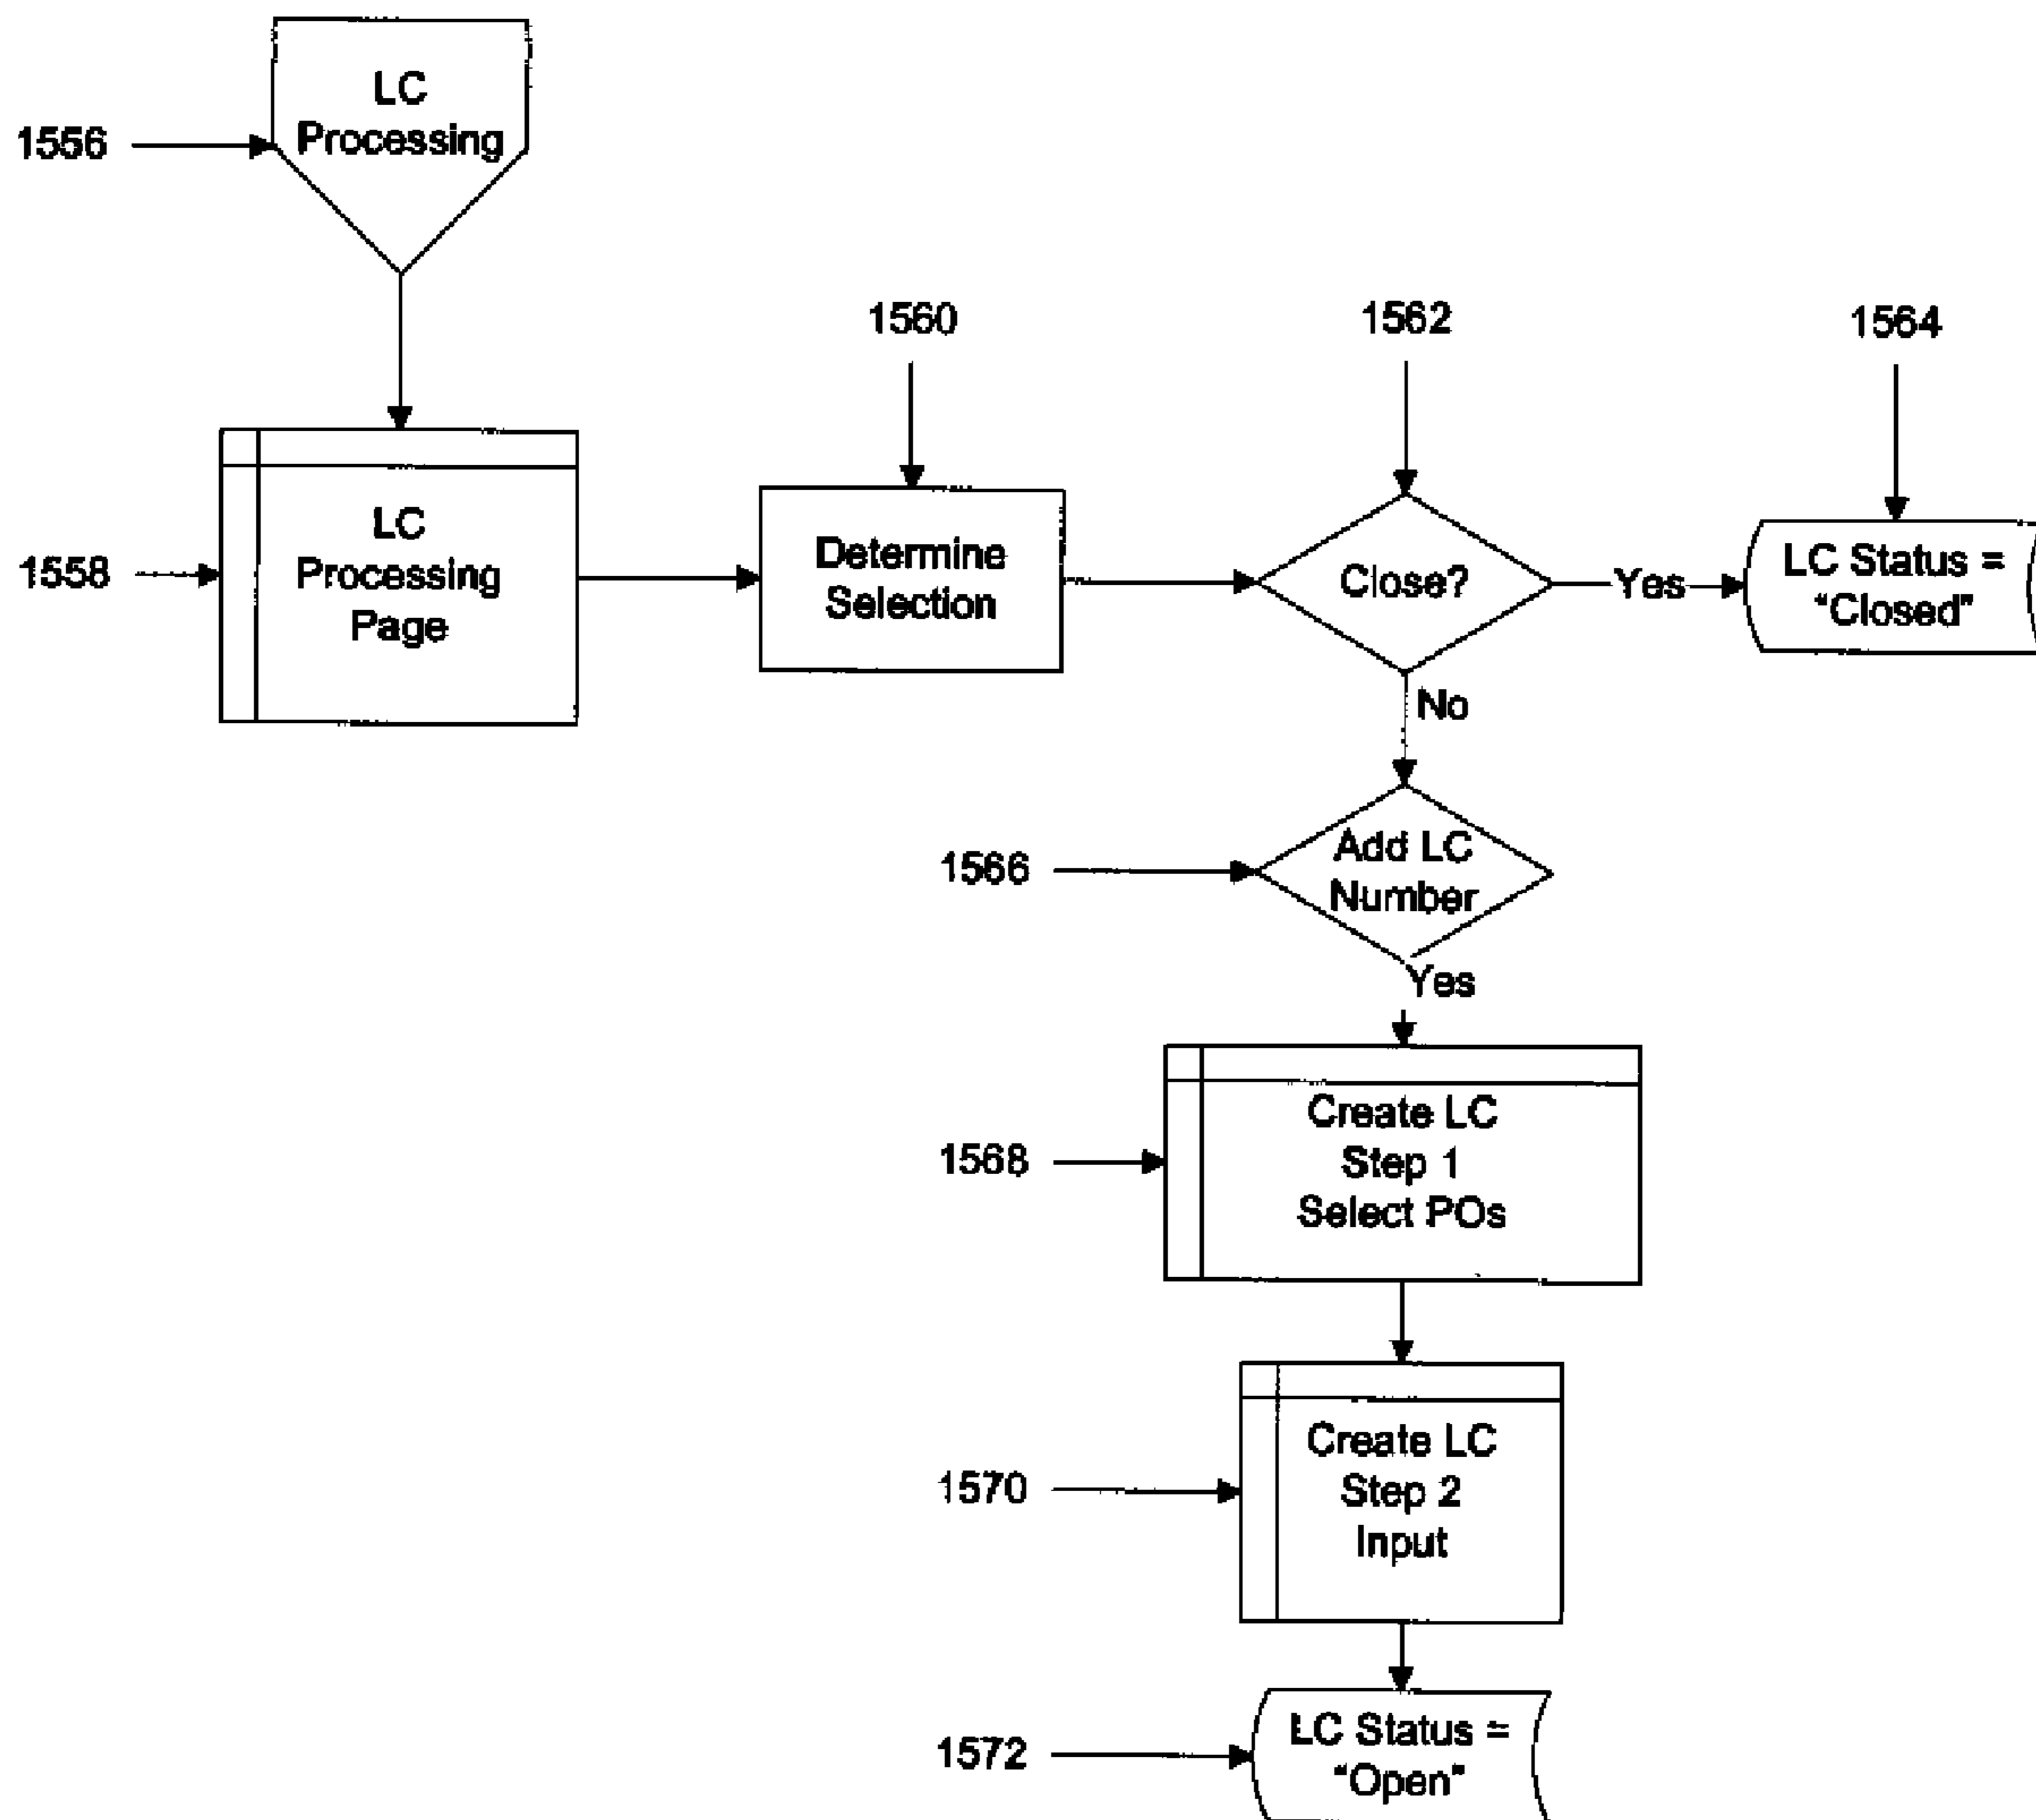 LC
Processing
1556
1560
1562
1564
LC
Processing
Page
1558
Determine
Selection
Close?
Yes
LC Status =
"Closed"
No
Add LC
Number
1566
Yes
Create LC
Step 1
Select POs
1568
Create LC
Step 2
Input
1570
LC Status =
"Open"
1572